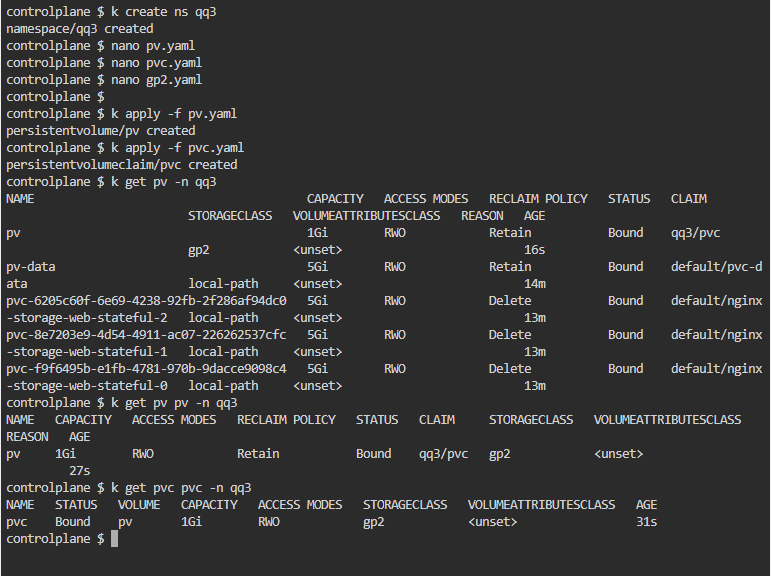 controlplane $ k create ns qq3
namespace/qq3 created
controlplane $ nano pv.yaml
controlplane $ nano pvc.yaml
controlplane $ nano gp2.yaml
controlplane $
controlplane $ k apply -f pv.yaml
persistentvolume/pv created
controlplane $ k apply -f pvc.yaml
persistentvolumeclaim/pvc created
controlplane $ k get pv -n qq3
NAME                                       CAPACITY   ACCESS MODES   RECLAIM POLICY   STATUS   CLAIM
                          STORAGECLASS   VOLUMEATTRIBUTESCLASS   REASON   AGE
pv                                         1Gi        RWO            Retain           Bound    qq3/pvc
                          gp2            <unset>                          16s
pv-data                                    5Gi        RWO            Retain           Bound    default/pvc-d
ata                       local-path     <unset>                          14m
pvc-6205c60f-6e69-4238-92fb-2f286af94dc0   5Gi        RWO            Delete           Bound    default/nginx
-storage-web-stateful-2   local-path     <unset>                          13m
pvc-8e7203e9-4d54-4911-ac07-226262537cfc   5Gi        RWO            Delete           Bound    default/nginx
-storage-web-stateful-1   local-path     <unset>                          13m
pvc-f9f6495b-e1fb-4781-970b-9dacce9098c4   5Gi        RWO            Delete           Bound    default/nginx
-storage-web-stateful-0   local-path     <unset>                          13m
controlplane $ k get pv pv -n qq3
NAME   CAPACITY   ACCESS MODES   RECLAIM POLICY   STATUS   CLAIM     STORAGECLASS   VOLUMEATTRIBUTESCLASS
REASON   AGE
pv     1Gi        RWO            Retain           Bound    qq3/pvc   gp2            <unset>
         27s
controlplane $ k get pvc pvc -n qq3
NAME   STATUS   VOLUME   CAPACITY   ACCESS MODES   STORAGECLASS   VOLUMEATTRIBUTESCLASS   AGE
pvc    Bound    pv       1Gi        RWO            gp2            <unset>                 31s
controlplane $